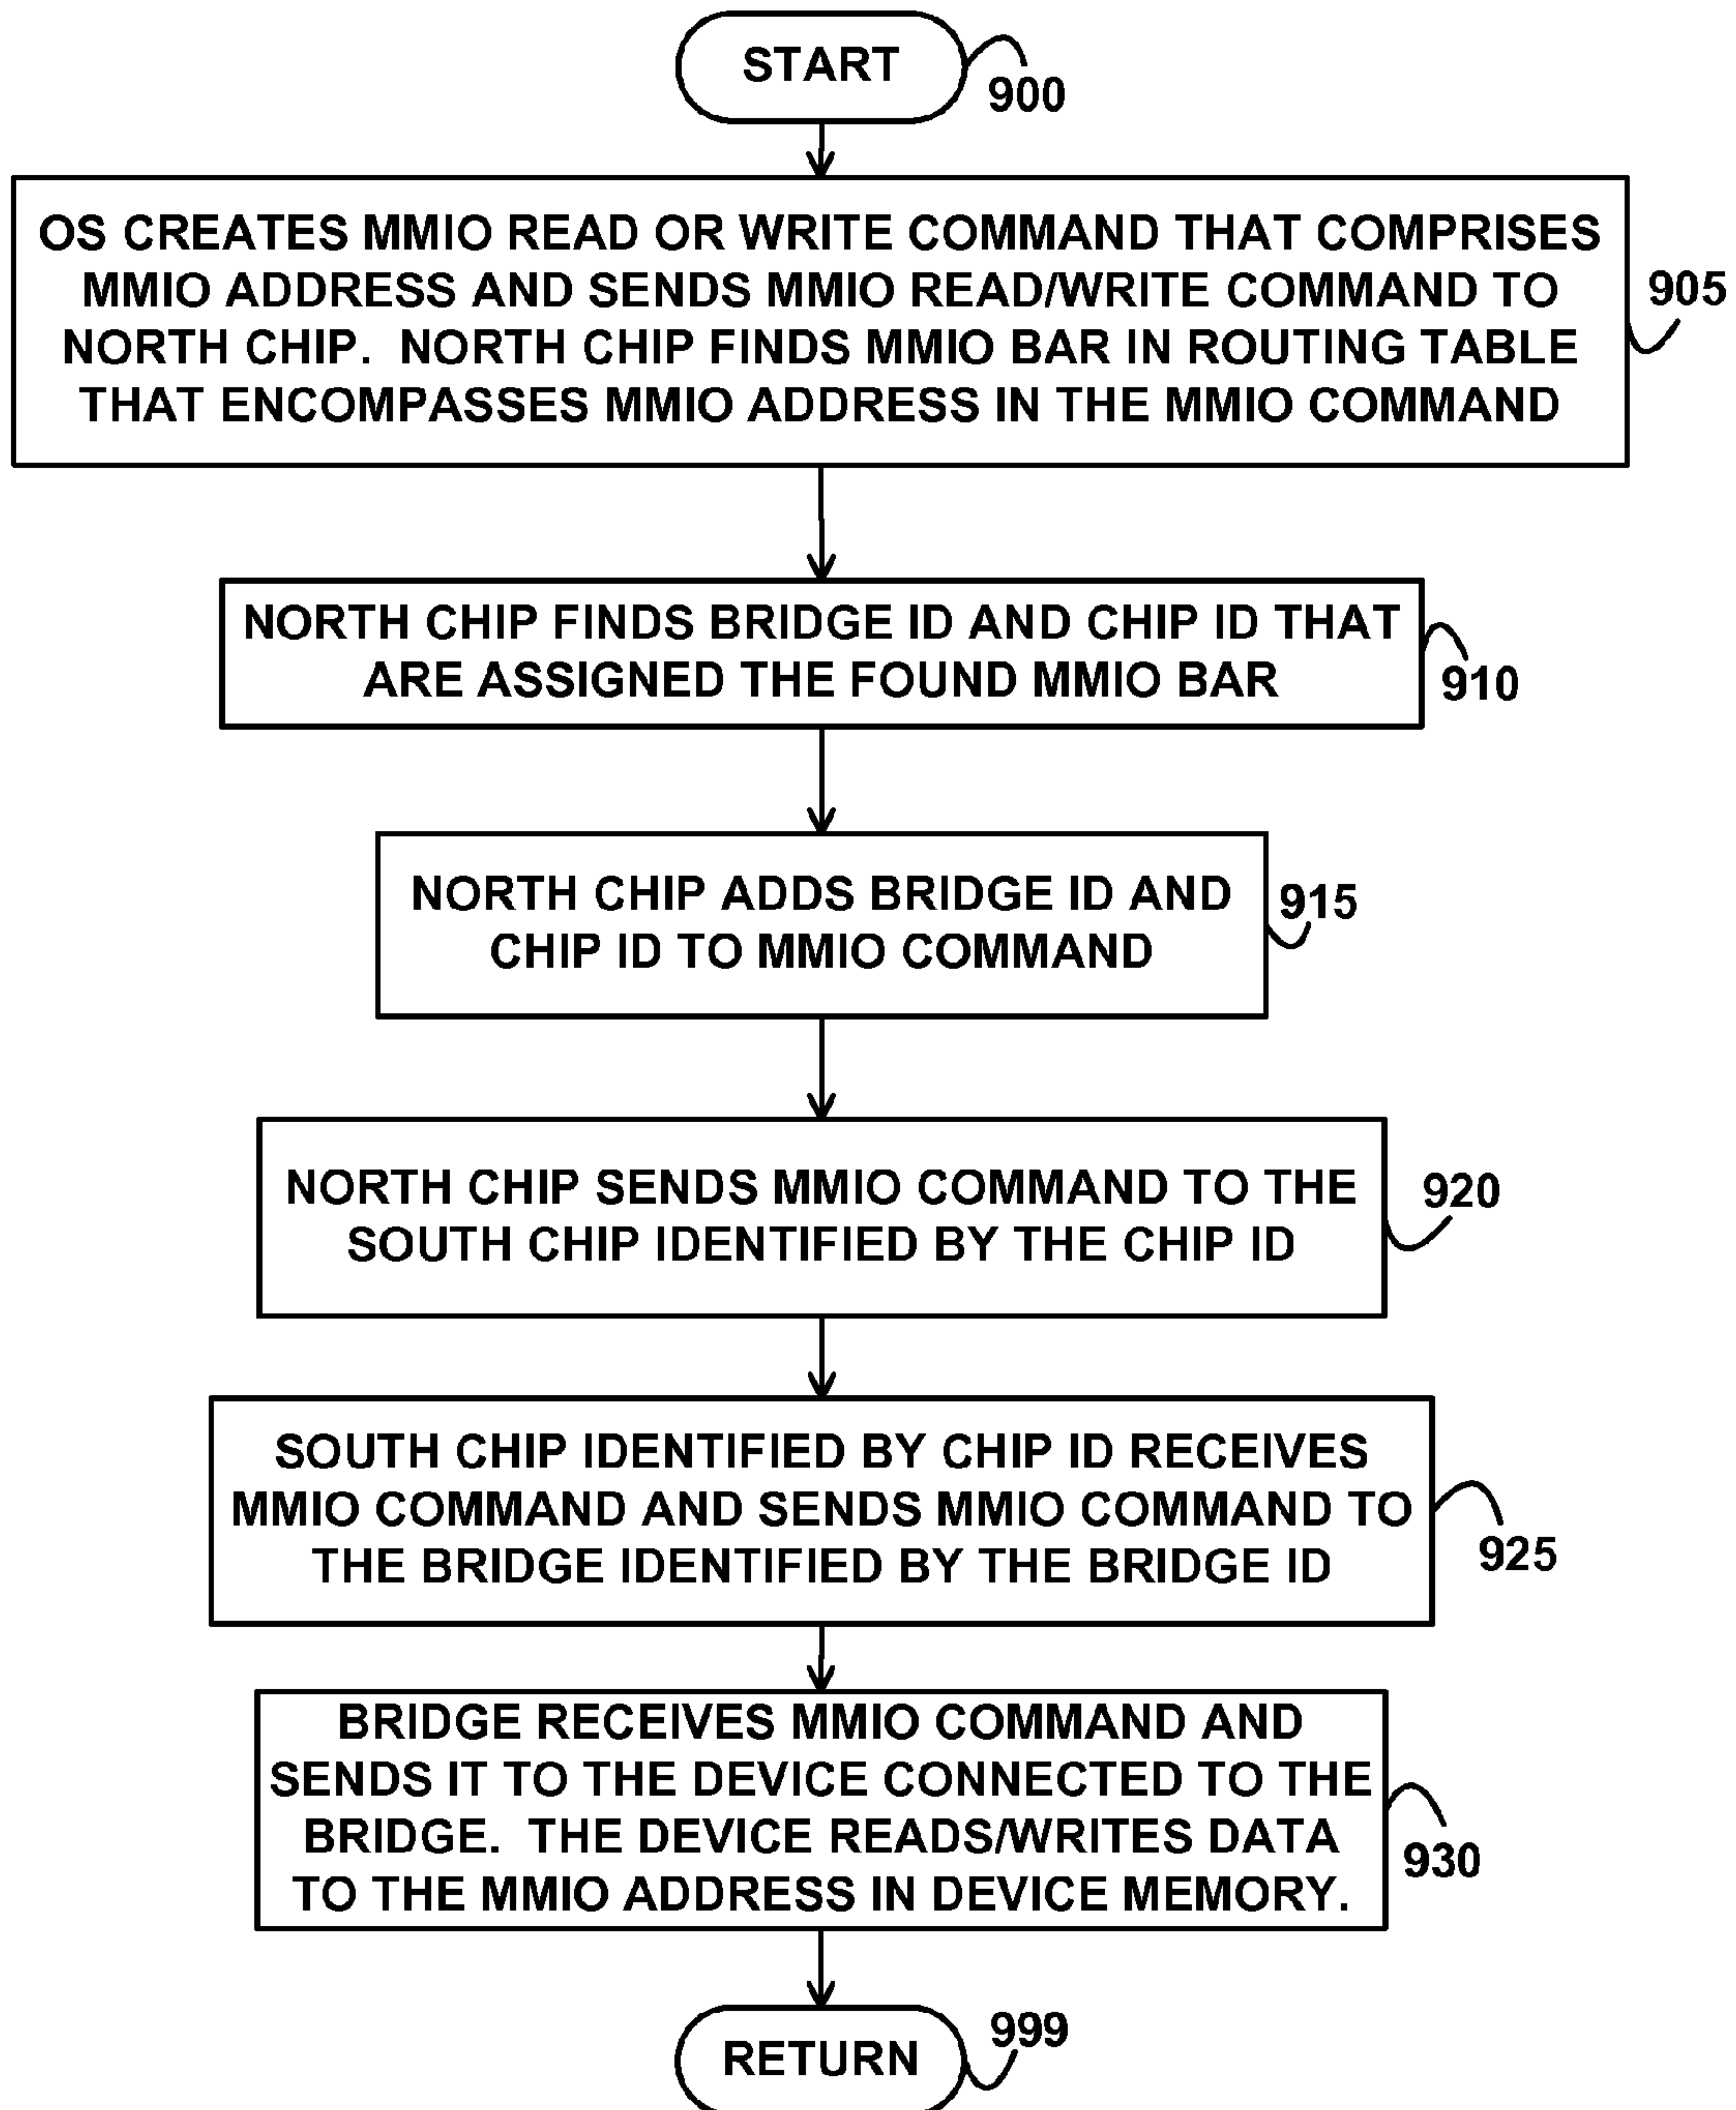 START
900
OS CREATES MMIO READ OR WRITE COMMAND THAT COMPRISES
MMIO ADDRESS AND SENDS MMIO READ/WRITE COMMAND TO
NORTH CHIP.  NORTH CHIP FINDS MMIO BAR IN ROUTING TABLE
THAT ENCOMPASSES MMIO ADDRESS IN THE MMIO COMMAND
905
NORTH CHIP FINDS BRIDGE ID AND CHIP ID THAT
ARE ASSIGNED THE FOUND MMIO BAR
910
NORTH CHIP ADDS BRIDGE ID AND
CHIP ID TO MMIO COMMAND
915
NORTH CHIP SENDS MMIO COMMAND TO THE
SOUTH CHIP IDENTIFIED BY THE CHIP ID
920
SOUTH CHIP IDENTIFIED BY CHIP ID RECEIVES
MMIO COMMAND AND SENDS MMIO COMMAND TO
THE BRIDGE IDENTIFIED BY THE BRIDGE ID
925
BRIDGE RECEIVES MMIO COMMAND AND
SENDS IT TO THE DEVICE CONNECTED TO THE
BRIDGE.  THE DEVICE READS/WRITES DATA
TO THE MMIO ADDRESS IN DEVICE MEMORY.
930
RETURN
999